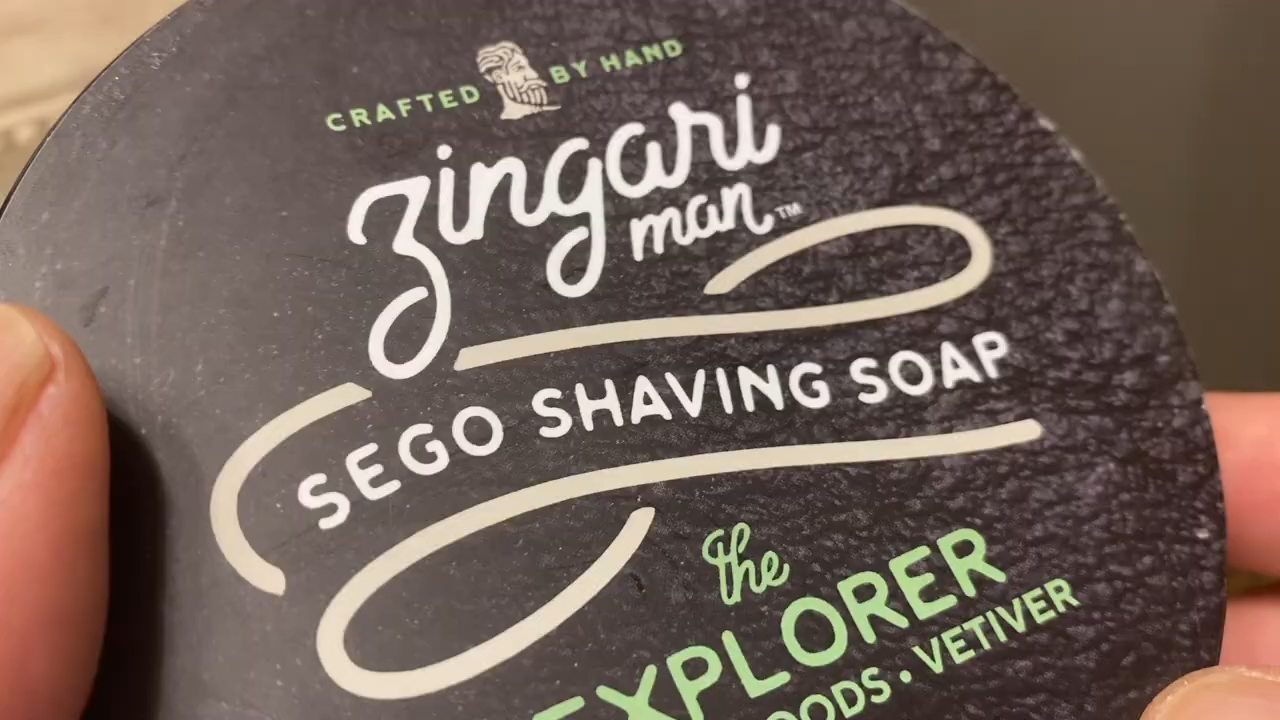 CRAFTED BY HAND
zingari
man™
SEGO SHAVING SOAP
the
EXPLORER
VETIVER